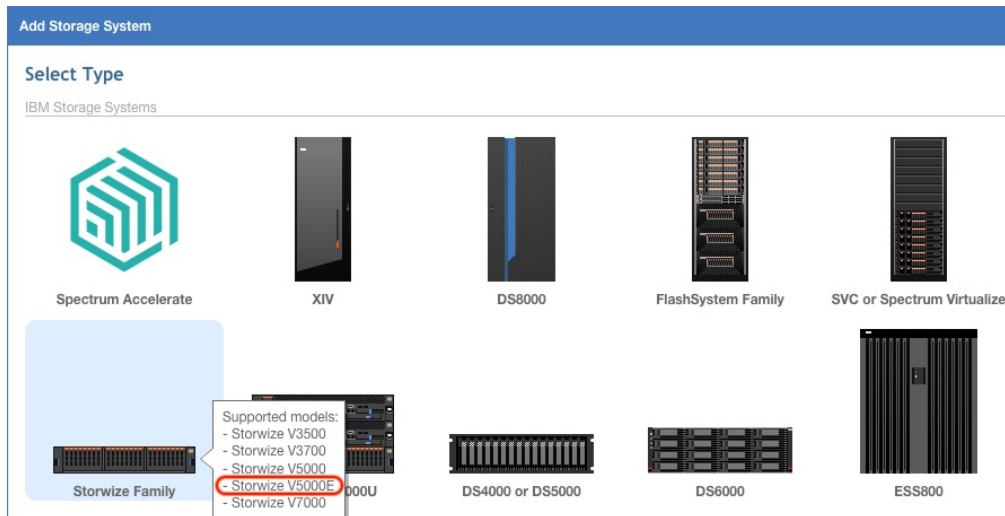 Add Storage System
Select Type
IBM Storage Systems
Spectrum Accelerate
XIV
DS8000
FlashSystem Family
SVC or Spectrum Virtualize
Supported models:
- Storwize V3500
- Storwize V3700
- Storwize V5000
- Storwize V5000E
- Storwize V7000
Storwize Family
000U
DS4000 or DS5000
DS6000
ESS800